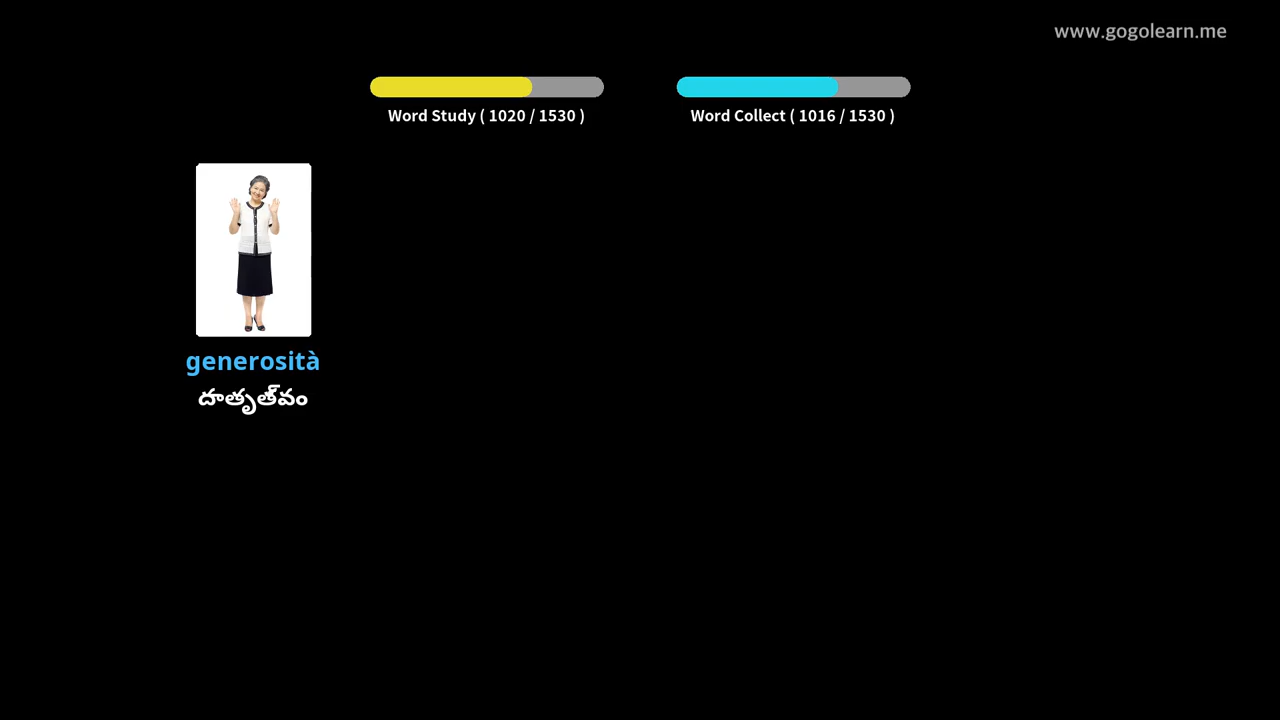 www.gogolearn.me
Word Study ( 1020 / 1530 )
Word Collect ( 1016 / 1530 )
generosità
దాతృత్‌వం